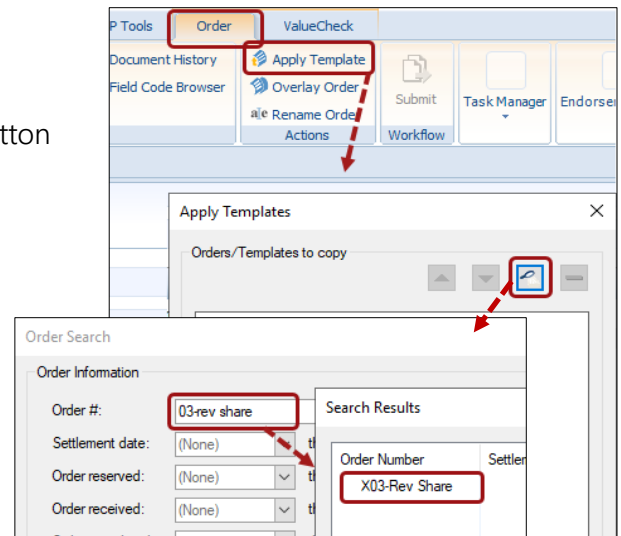 P Tools Order ValueCheck
Document History Apply Template
Field Code Browser Overlay Order
Submit Task Manager
a|e Rename Order
Actions Workflow
tton
Apply Templates
Orders/Templates to copy
Order Search
Order Information
Order #: 03-rev share
Settlement date: (None)
Order reserved: (None)
Order received: (None)
Search Results
Order Number
X03-Rev Share